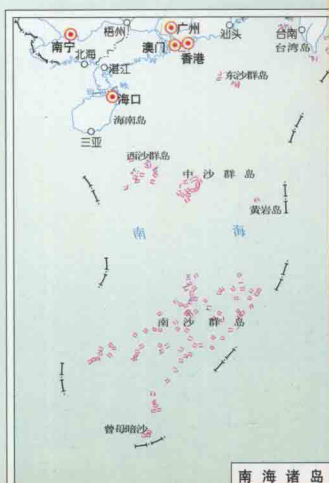 梧州
广州
汕头
台南
南宁
澳门
香港
台湾岛
北海
湛江
东沙群岛
海口
海南岛
三亚
西沙群岛
中沙群岛
黄岩岛
南
海
南沙群岛
曾母暗沙
南海诸岛